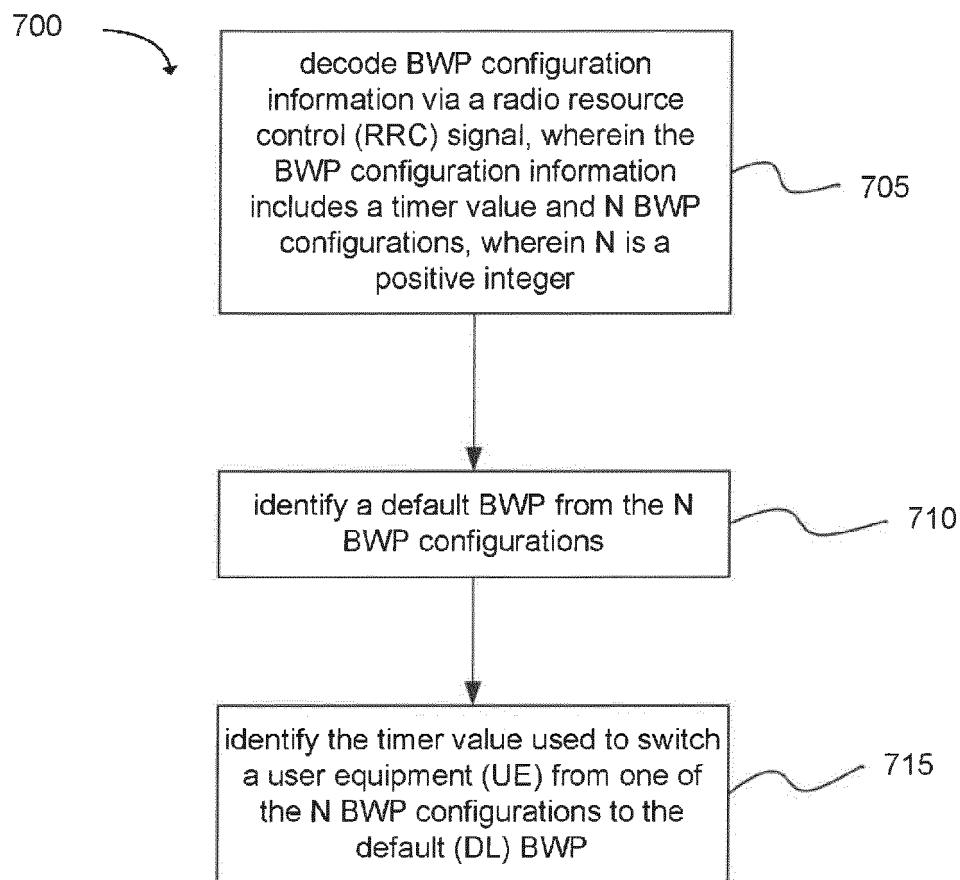 700
decode BWP configuration
information via a radio resource
control (RRC) signal, wherein the
BWP configuration information
includes a timer value and N BWP
configurations, wherein N is a
positive integer
705
identify a default BWP from the N
BWP configurations
710
identify the timer value used to switch
a user equipment (UE) from one of
the N BWP configurations to the
default (DL) BWP
715